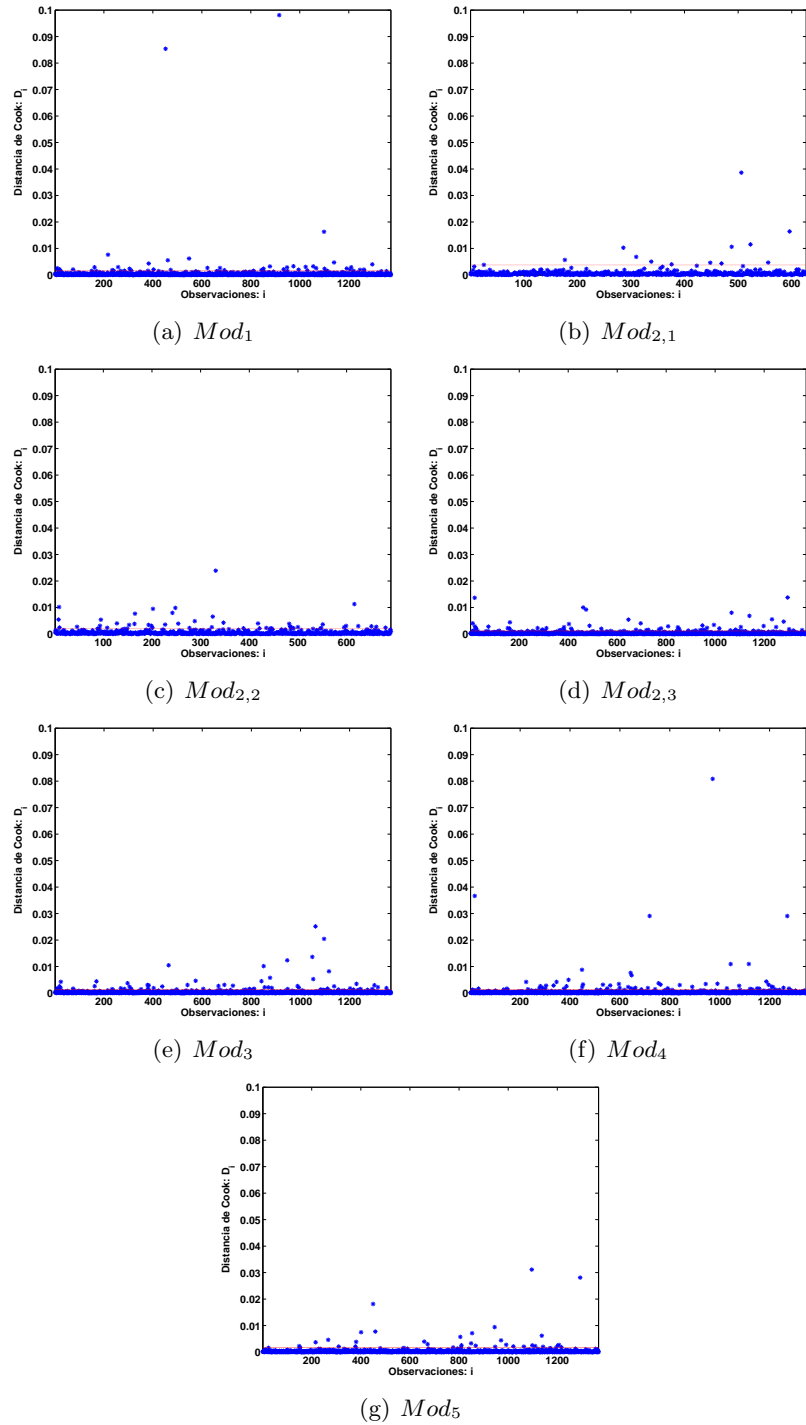 0.1
0.09
0.08
0.07
0.06
0.05
0.04
0.03
0.02
0.01
0
Distancia de Cook: D_i
200 400 600 800 1000 1200
Observaciones: i
(a) Mod_1
0.1
0.09
0.08
0.07
0.06
0.05
0.04
0.03
0.02
0.01
0
Distancia de Cook: D_i
100 200 300 400 500 600
Observaciones: i
(b) Mod_{2,1}
0.1
0.09
0.08
0.07
0.06
0.05
0.04
0.03
0.02
0.01
0
Distancia de Cook: D_i
100 200 300 400 500 600
Observaciones: i
(c) Mod_{2,2}
0.1
0.09
0.08
0.07
0.06
0.05
0.04
0.03
0.02
0.01
0
Distancia de Cook: D_i
200 400 600 800 1000 1200
Observaciones: i
(d) Mod_{2,3}
0.1
0.09
0.08
0.07
0.06
0.05
0.04
0.03
0.02
0.01
0
Distancia de Cook: D_i
200 400 600 800 1000 1200
Observaciones: i
(e) Mod_3
0.1
0.09
0.08
0.07
0.06
0.05
0.04
0.03
0.02
0.01
0
Distancia de Cook: D_i
200 400 600 800 1000 1200
Observaciones: i
(f) Mod_4
0.1
0.09
0.08
0.07
0.06
0.05
0.04
0.03
0.02
0.01
0
Distancia de Cook: D_i
200 400 600 800 1000 1200
Observaciones: i
(g) Mod_5